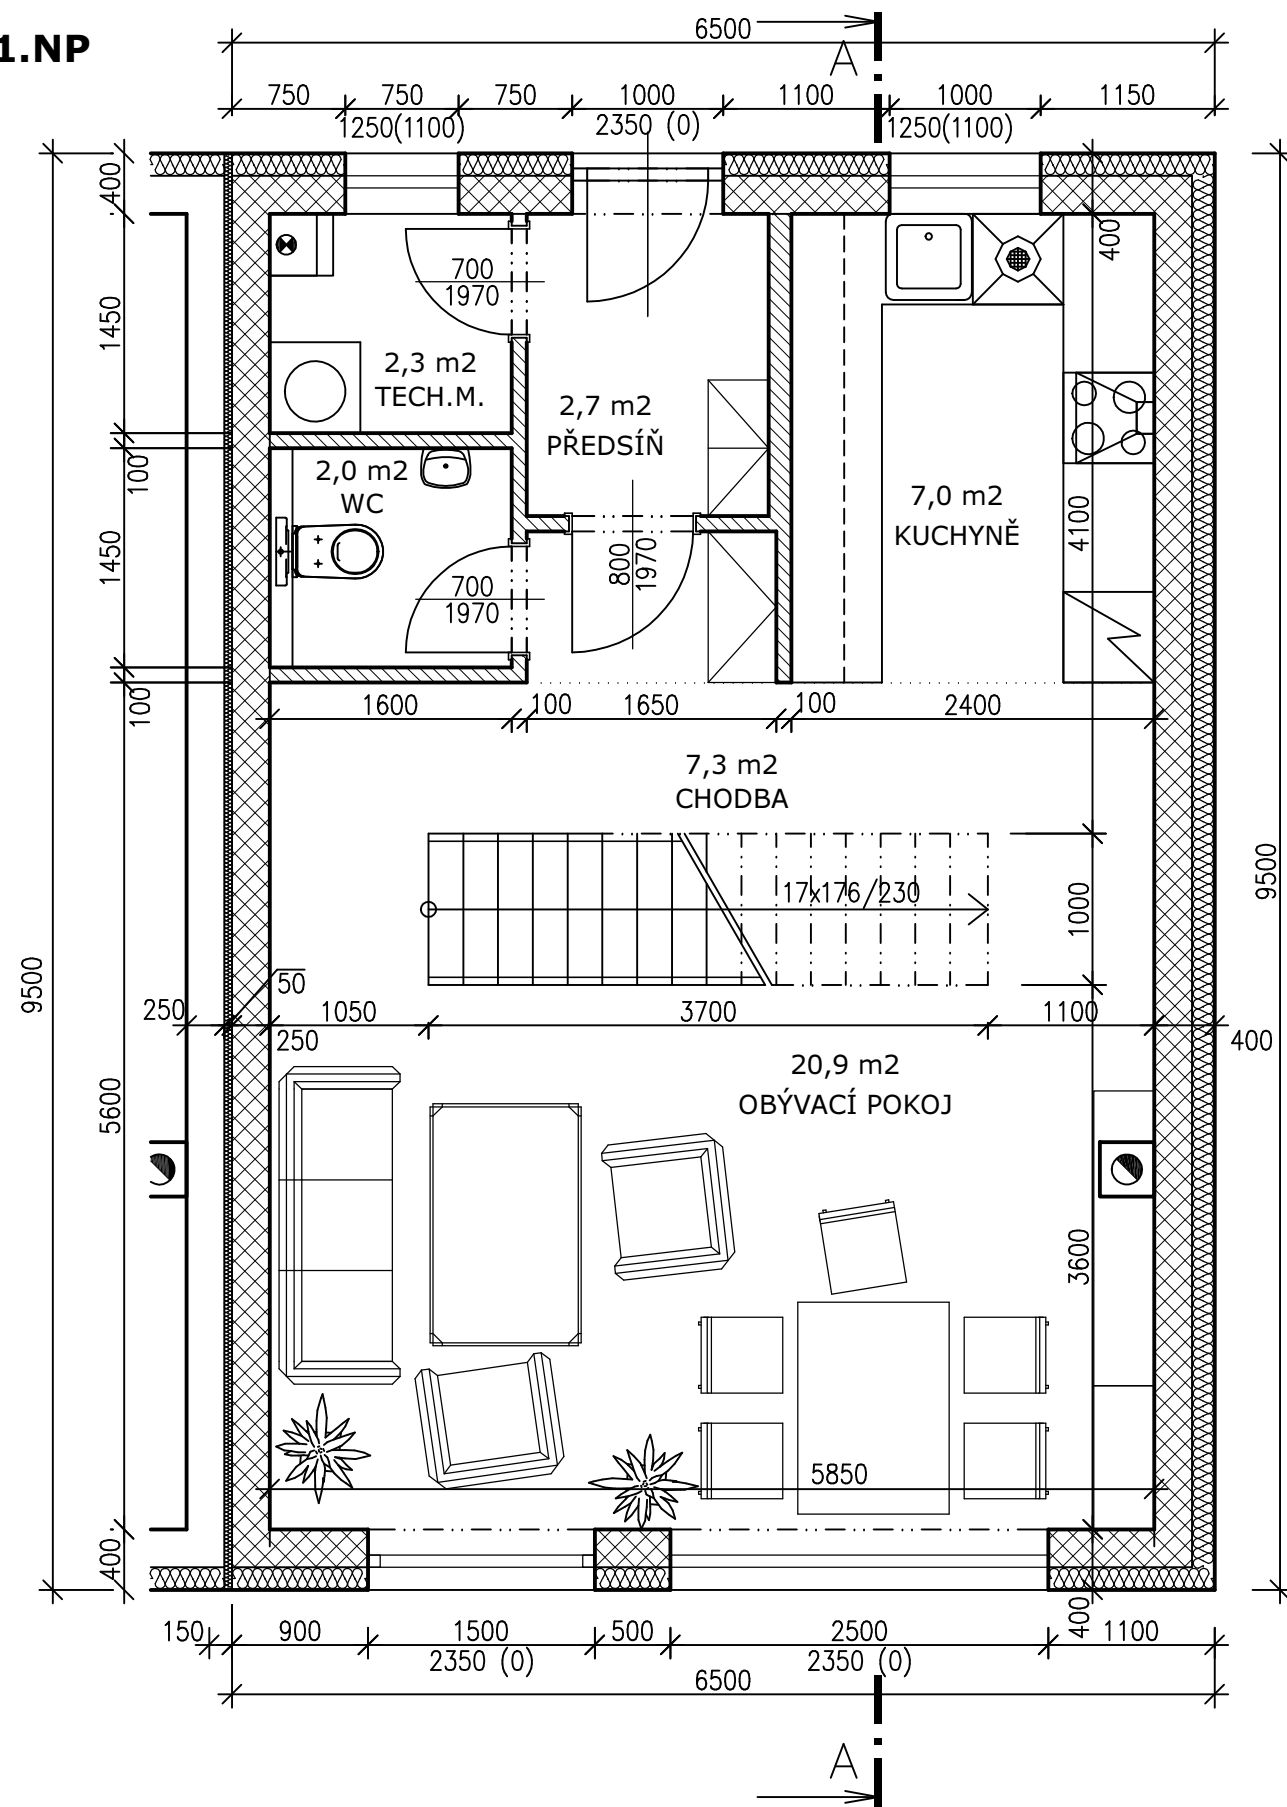 1.NP
6500
A
750 750 750 1000 1100 1000 1150
1250(1100) 2350 (0) 1250(1100)
400
400
1450
700
1970
2,3 m2
TECH.M.
2,7 m2
PŘEDSÍŇ
100
2,0 m2
WC
7,0 m2
KUCHYNĚ
4100
1450
800
1970
700
1970
100
1600 100 1650 100 2400
7,3 m2
CHODBA
17x176/230
1000
9500
9500
50
250 1050 3700 1100
250
400
20,9 m2
OBÝVACÍ POKOJ
5600
3600
5850
400
400
150 900 1500 500 2500 1100
2350 (0) 2350 (0)
6500
A